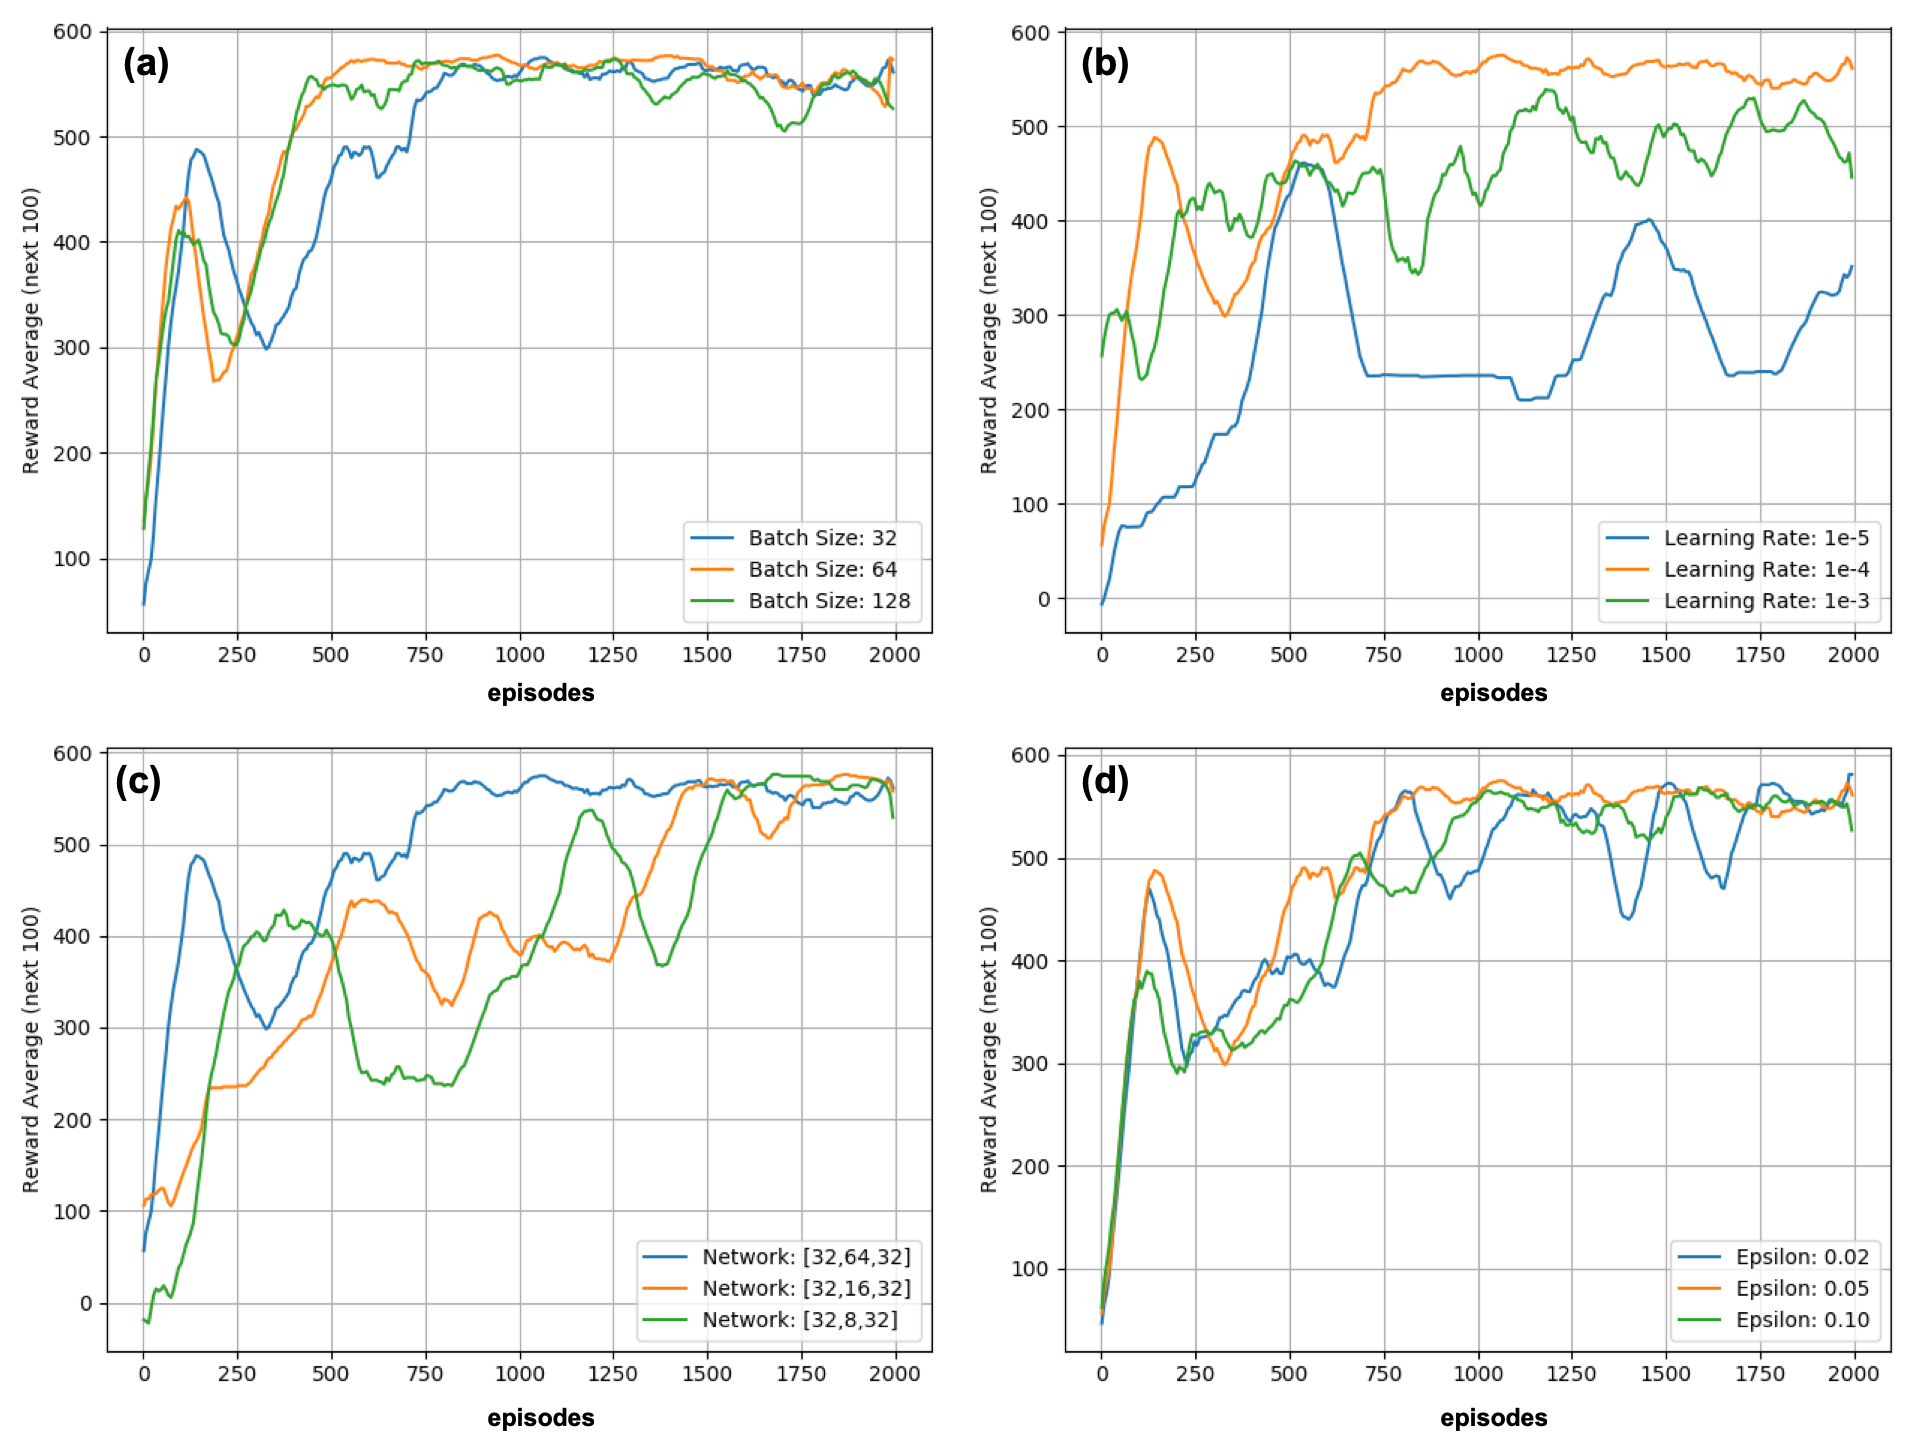 (a)
600
500
400
300
200
100
Reward Average (next 100)
Batch Size: 32
Batch Size: 64
Batch Size: 128
0 250 500 750 1000 1250 1500 1750 2000
episodes
(b)
600
500
400
300
200
100
0
Reward Average (next 100)
Learning Rate: 1e-5
Learning Rate: 1e-4
Learning Rate: 1e-3
0 250 500 750 1000 1250 1500 1750 2000
episodes
(c)
600
500
400
300
200
100
0
Reward Average (next 100)
Network: [32,64,32]
Network: [32,16,32]
Network: [32,8,32]
0 250 500 750 1000 1250 1500 1750 2000
episodes
(d)
600
500
400
300
200
100
Reward Average (next 100)
Epsilon: 0.02
Epsilon: 0.05
Epsilon: 0.10
0 250 500 750 1000 1250 1500 1750 2000
episodes